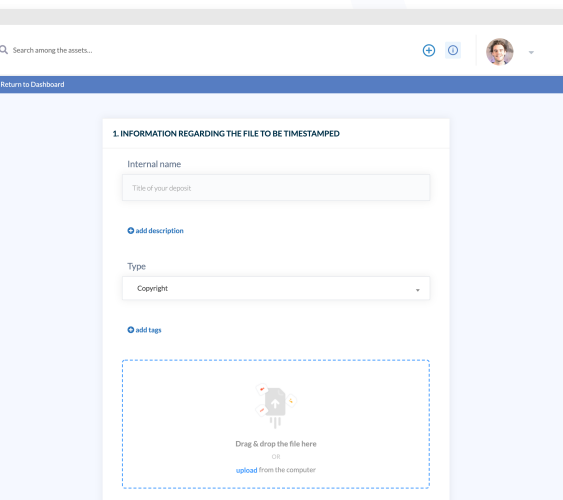 Search among the assets...
Return to Dashboard
1. INFORMATION REGARDING THE FILE TO BE TIMESTAMPED
Internal name
Title of your deposit
add description
Type
Copyright
add tags
Drag & drop the file here
OR
upload from the computer